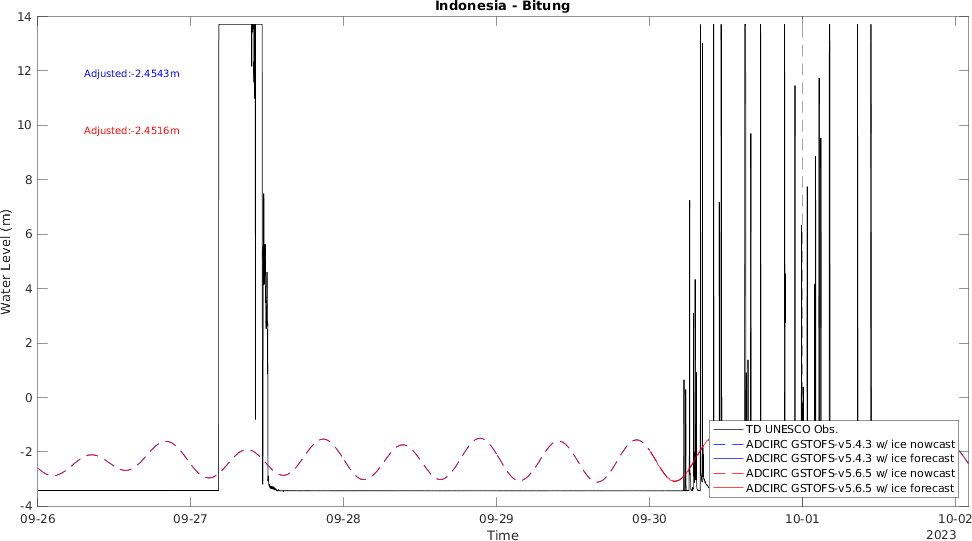 Indonesia - Bitung
14
12
10
8
6
4
2
0
-2
-4
Water Level (m)
Adjusted:-2.4543m
Adjusted:-2.4516m
TD UNESCO Obs.
ADCIRC GSTOFS-v5.4.3 w/ ice nowcast
ADCIRC GSTOFS-v5.4.3 w/ ice forecast
ADCIRC GSTOFS-v5.6.5 w/ ice nowcast
ADCIRC GSTOFS-v5.6.5 w/ ice forecast
09-26 09-27 09-28 09-29 09-30 10-01 10-02
Time
2023